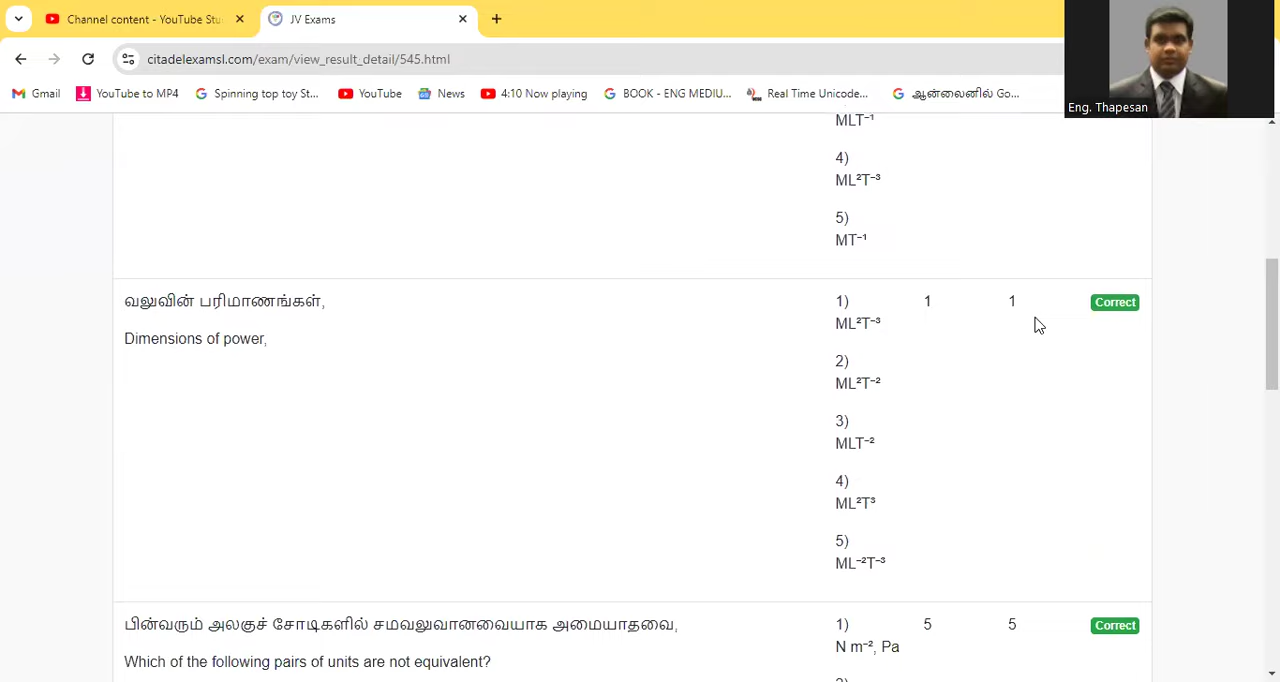 Channel content - YouTube Stu
JV Exams
citadelexamsl.com/exam/view_result_detail/545.html
Gmail
YouTube to MP4
Spinning top toy St...
YouTube
News
4:10 Now playing
BOOK - ENG MEDIU...
Real Time Unicode...
ஆன்லைனில் Go...
Eng. Thapesan
MLT⁻¹
4)
ML²T⁻³
5)
MT⁻¹
வலுவின் பரிமாணங்கள்,
Dimensions of power,
1)
ML²T⁻³
2)
ML²T⁻²
3)
MLT⁻²
4)
ML²T³
5)
ML⁻²T⁻³
1
1
Correct
பின்வரும் அலகுச் சோடிகளில் சமவலுவானவையாக அமையாதவை,
Which of the following pairs of units are not equivalent?
1)
N m⁻², Pa
5
5
Correct